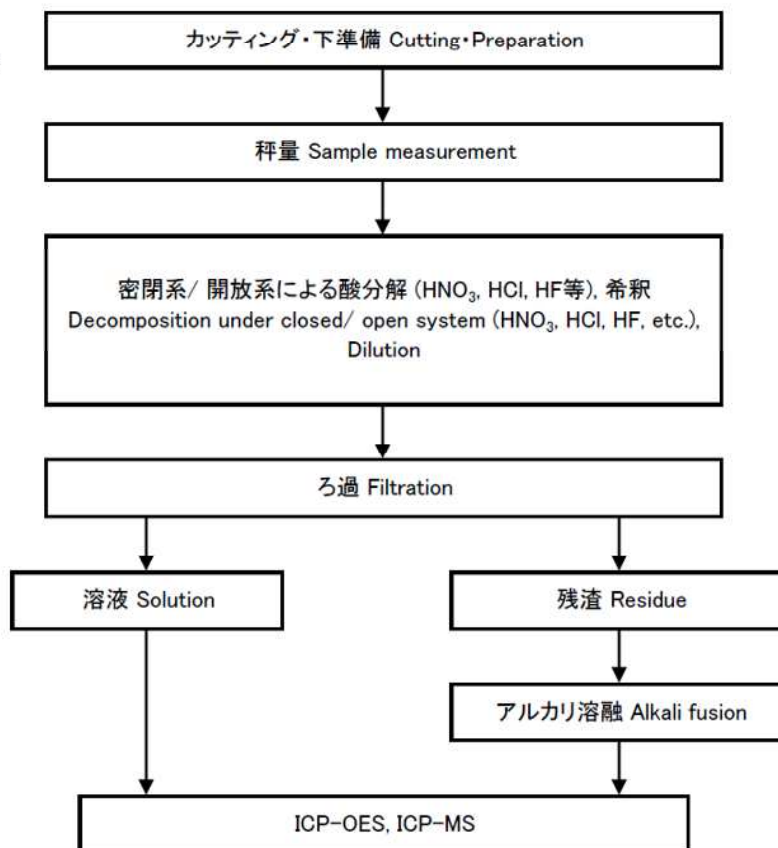 カッティング・下準備 Cutting・Preparation
秤量 Sample measurement
密閉系/ 開放系による酸分解 (HNO₃, HCl, HF等), 希釈
Decomposition under closed/ open system (HNO₃, HCl, HF, etc.),
Dilution
ろ過 Filtration
溶液 Solution
残渣 Residue
アルカリ溶融 Alkali fusion
ICP-OES, ICP-MS